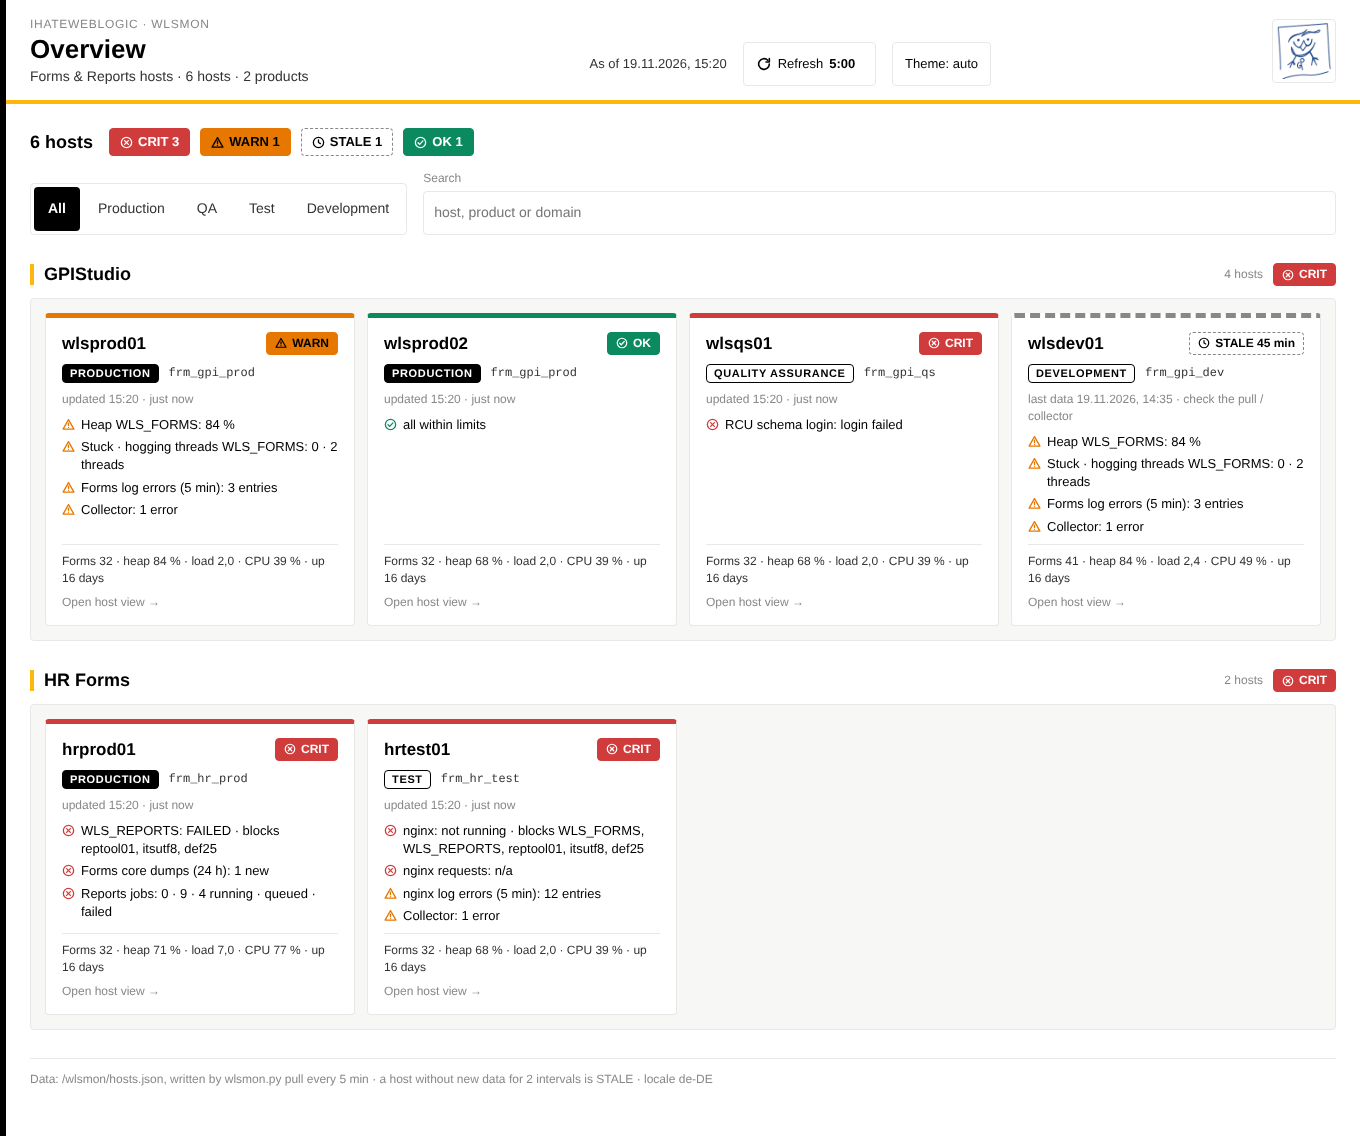 IHATEWEBLOGIC · WLSMON
Overview
Forms & Reports hosts · 6 hosts · 2 products
As of 19.11.2026, 15:20
Refresh 5:00
Theme: auto
6 hosts
CRIT 3
WARN 1
STALE 1
OK 1
All
Production
QA
Test
Development
Search
host, product or domain
GPIStudio
4 hosts
CRIT
wlsprod01
WARN
PRODUCTION frm_gpi_prod
updated 15:20 · just now
Heap WLS_FORMS: 84 %
Stuck · hogging threads WLS_FORMS: 0 · 2
threads
Forms log errors (5 min): 3 entries
Collector: 1 error
Forms 32 · heap 84 % · load 2,0 · CPU 39 % · up
16 days
Open host view →
wlsprod02
OK
PRODUCTION frm_gpi_prod
updated 15:20 · just now
all within limits
Forms 32 · heap 68 % · load 2,0 · CPU 39 % · up
16 days
Open host view →
wlsqs01
CRIT
QUALITY ASSURANCE frm_gpi_qs
updated 15:20 · just now
RCU schema login: login failed
Forms 32 · heap 68 % · load 2,0 · CPU 39 % · up
16 days
Open host view →
wlsdev01
STALE 45 min
DEVELOPMENT frm_gpi_dev
last data 19.11.2026, 14:35 · check the pull /
collector
Heap WLS_FORMS: 84 %
Stuck · hogging threads WLS_FORMS: 0 · 2
threads
Forms log errors (5 min): 3 entries
Collector: 1 error
Forms 41 · heap 84 % · load 2,4 · CPU 49 % · up
16 days
Open host view →
HR Forms
2 hosts
CRIT
hrprod01
CRIT
PRODUCTION frm_hr_prod
updated 15:20 · just now
WLS_REPORTS: FAILED · blocks
reptool01, itsutf8, def25
Forms core dumps (24 h): 1 new
Reports jobs: 0 · 9 · 4 running · queued ·
failed
Forms 32 · heap 71 % · load 7,0 · CPU 77 % · up
16 days
Open host view →
hrtest01
CRIT
TEST frm_hr_test
updated 15:20 · just now
nginx: not running · blocks WLS_FORMS,
WLS_REPORTS, reptool01, itsutf8, def25
nginx requests: n/a
nginx log errors (5 min): 12 entries
Collector: 1 error
Forms 32 · heap 68 % · load 2,0 · CPU 39 % · up
16 days
Open host view →
Data: /wlsmon/hosts.json, written by wlsmon.py pull every 5 min · a host without new data for 2 intervals is STALE · locale de-DE